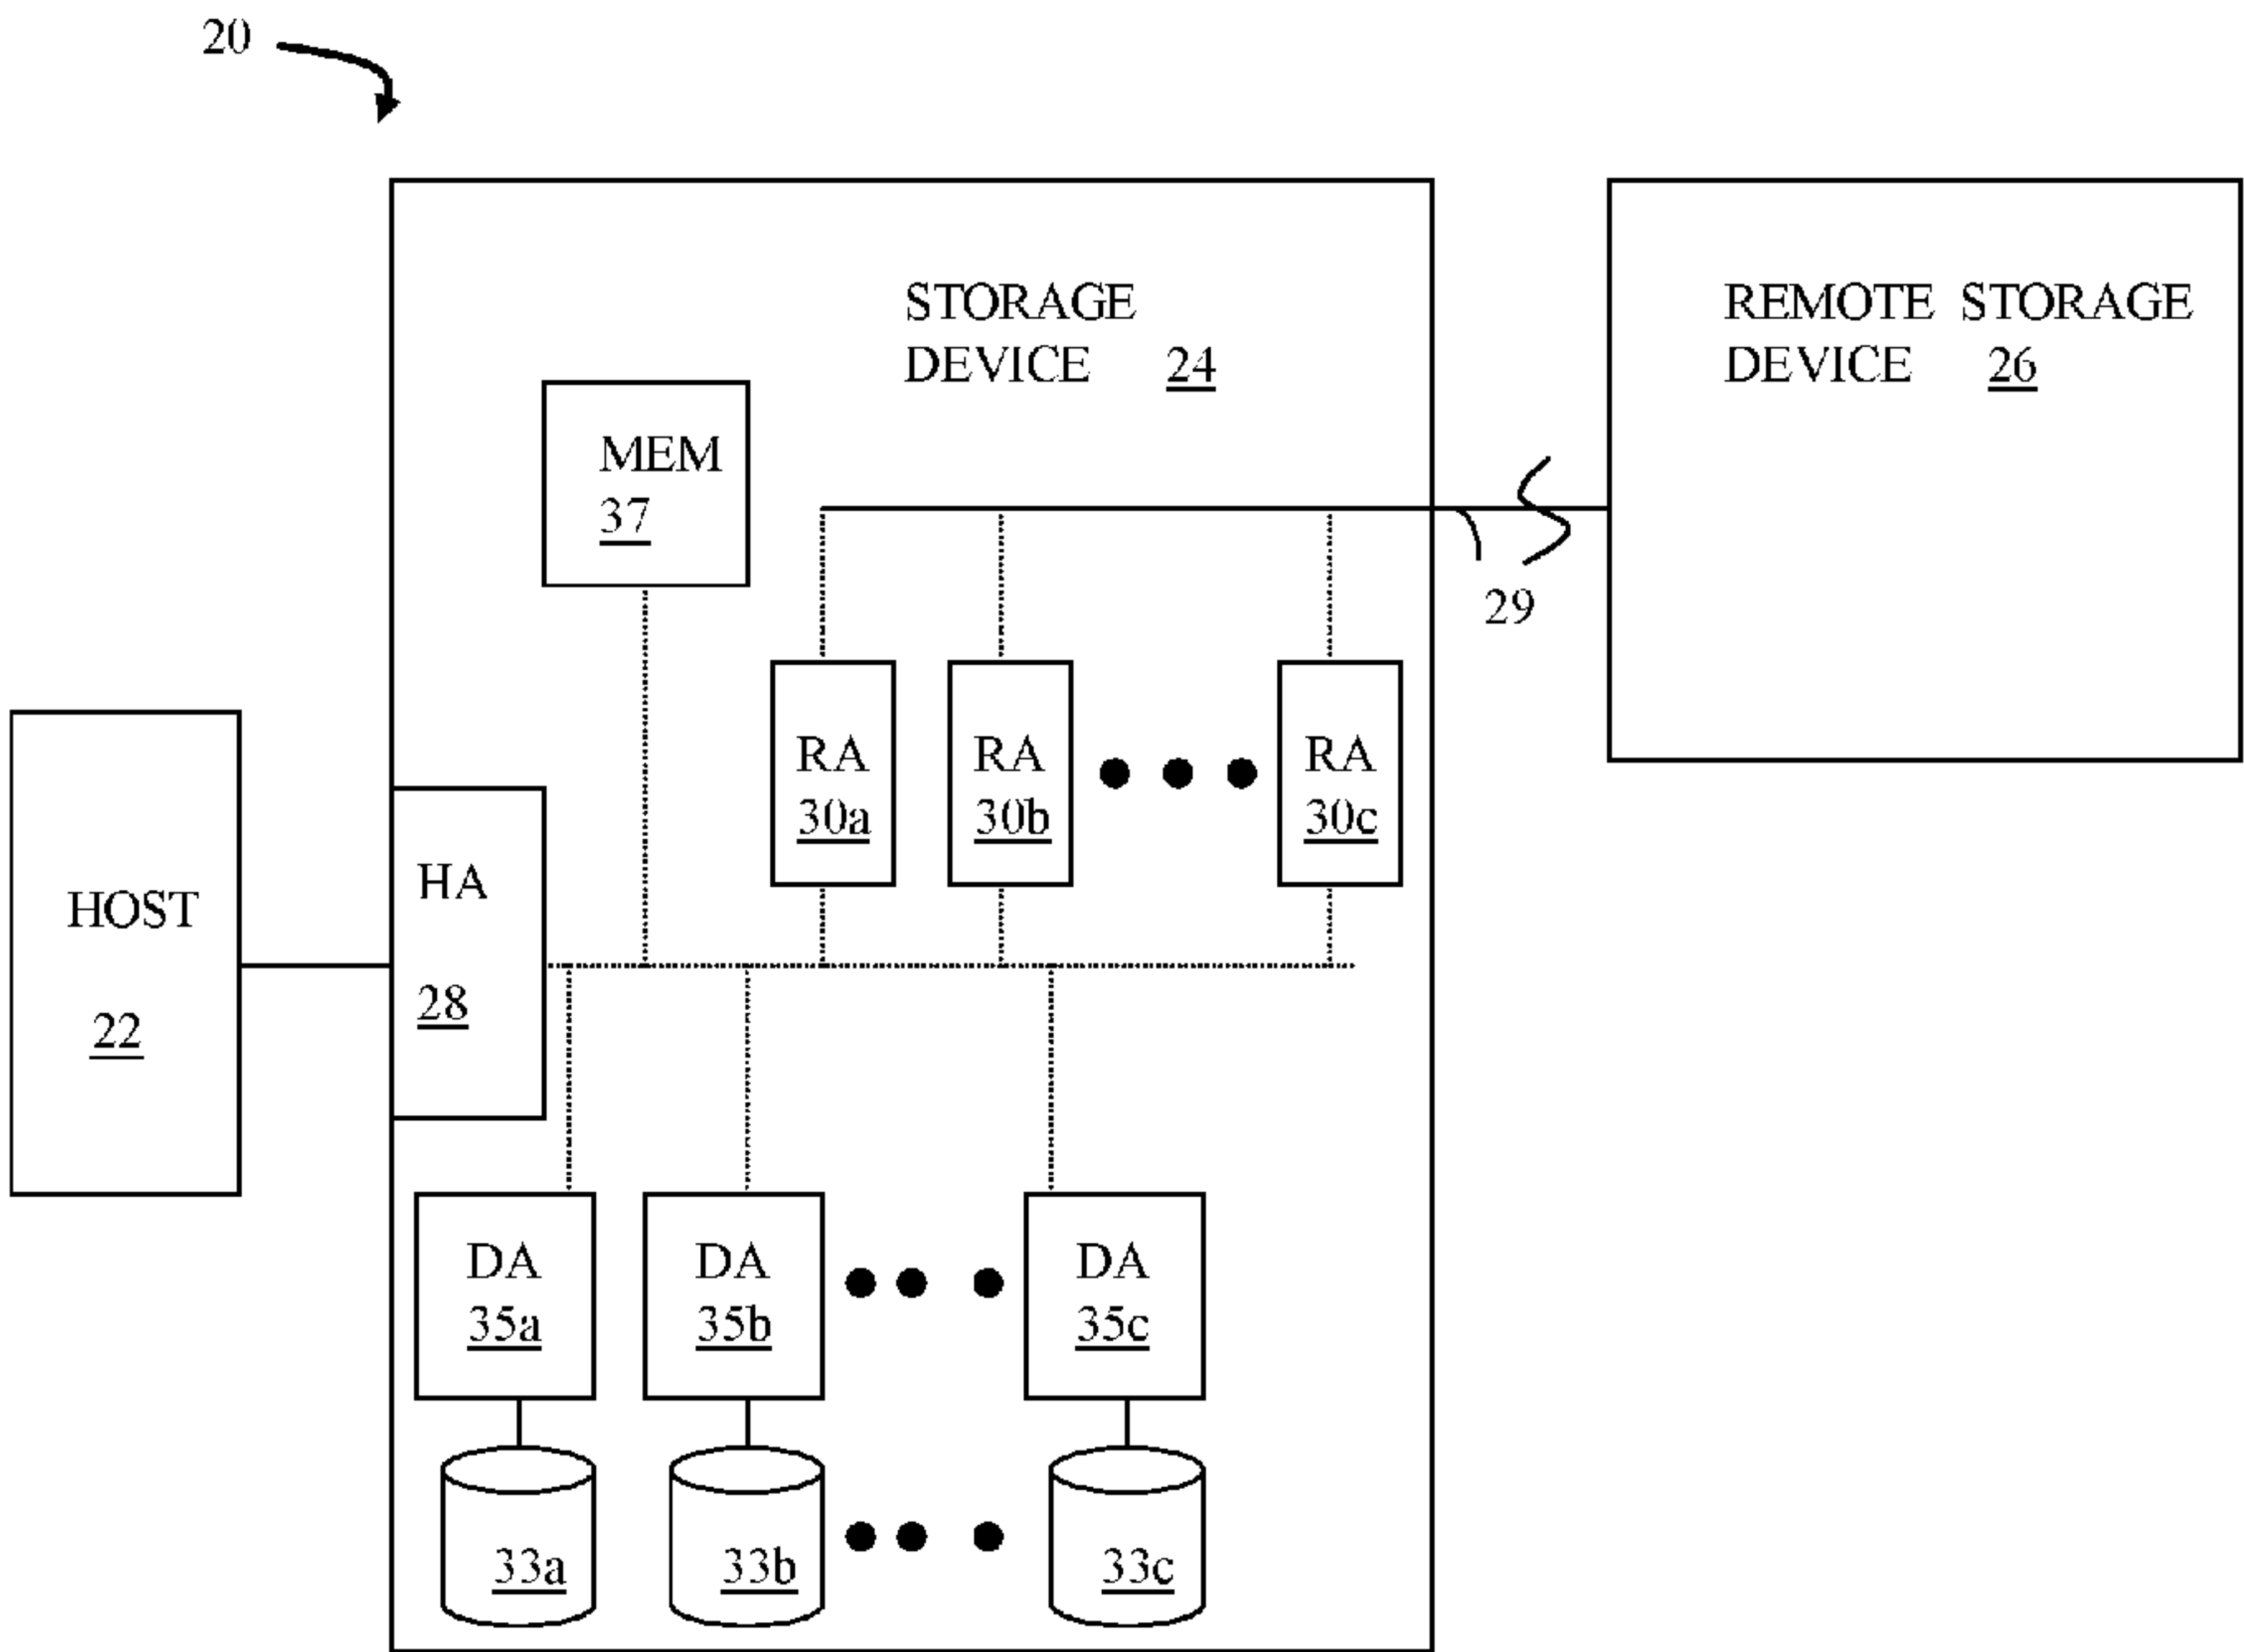 20
STORAGE
DEVICE 24
REMOTE STORAGE
DEVICE 26
MEM
37
29
RA
30a
RA
30b
RA
30c
HOST
22
HA
28
DA
35a
DA
35b
DA
35c
33a
33b
33c